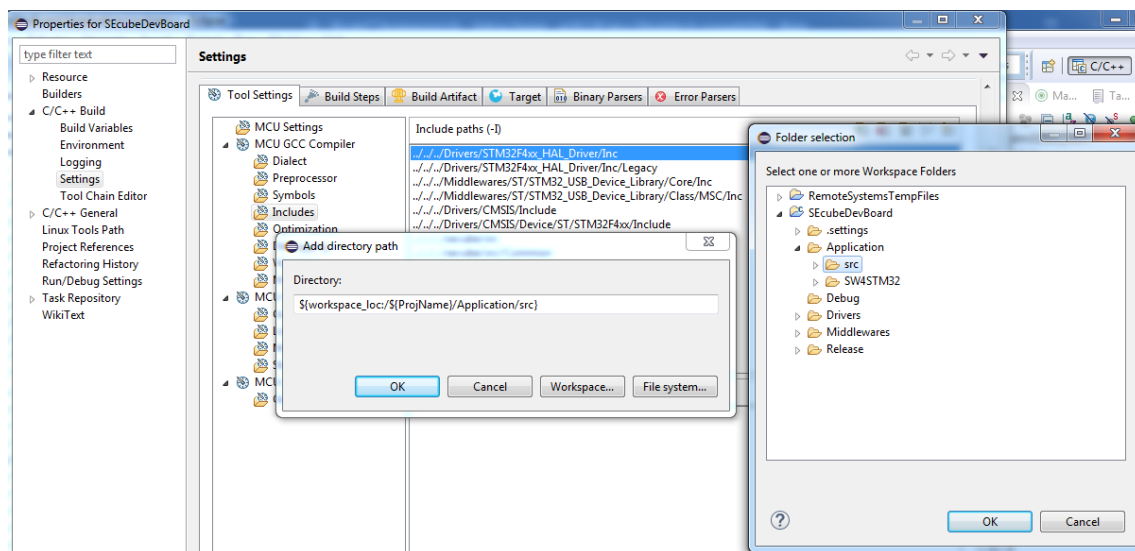 Properties for SEcubeDevBoard
type filter text
Resource
Builders
C/C++ Build
Build Variables
Environment
Logging
Settings
Tool Chain Editor
C/C++ General
Linux Tools Path
Project References
Refactoring History
Run/Debug Settings
Task Repository
WikiText
Settings
Tool Settings
Build Steps
Build Artifact
Target
Binary Parsers
Error Parsers
MCU Settings
MCU GCC Compiler
Dialect
Preprocessor
Symbols
Includes
Optimization
Include paths (-I)
../../../Drivers/STM32F4xx_HAL_Driver/Inc
../../../Drivers/STM32F4xx_HAL_Driver/Inc/Legacy
../../../Middlewares/ST/STM32_USB_Device_Library/Core/Inc
../../../Middlewares/ST/STM32_USB_Device_Library/Class/MSC/Inc
../../../Drivers/CMSIS/Include
../../../Drivers/CMSIS/Device/ST/STM32F4xx/Include
Add directory path
Directory:
${workspace_loc:/${ProjName}/Application/src}
OK
Cancel
Workspace...
File system...
C/C++
Ma...
Ta...
Folder selection
Select one or more Workspace Folders
RemoteSystemsTempFiles
SEcubeDevBoard
.settings
Application
src
SW4STM32
Debug
Drivers
Middlewares
Release
OK
Cancel